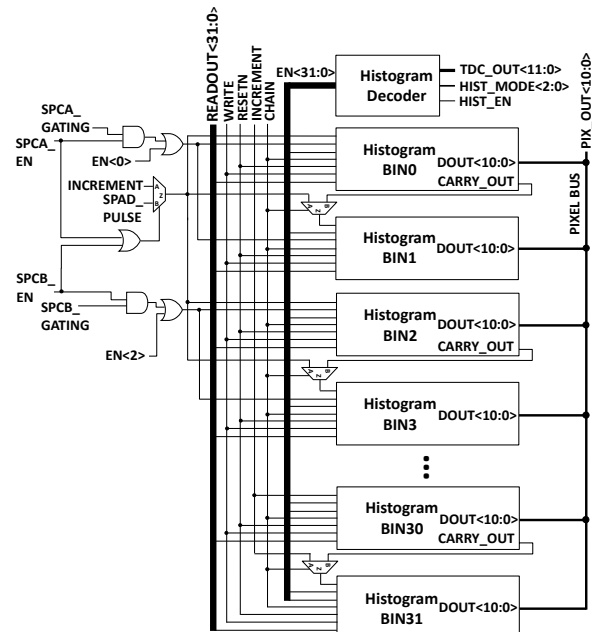 READOUT<31:0>
WRITE
RESETN
INCREMENT
CHAIN
EN<31:0>
Histogram
Decoder
TDC_OUT<11:0>
HIST_MODE<2:0>
HIST_EN
PIX_OUT<10:0>
PIXEL BUS
SPCA_
GATING
SPCA_
EN
EN<0>
INCREMENT
SPAD_
PULSE
A
Z
B
SPCB_
EN
SPCB_
GATING
EN<2>
Histogram
BIN0
DOUT<10:0>
CARRY_OUT
A
B
Z
Histogram
BIN1
DOUT<10:0>
Histogram
BIN2
DOUT<10:0>
CARRY_OUT
A
B
Z
Histogram
BIN3
DOUT<10:0>
Histogram
BIN30
DOUT<10:0>
CARRY_OUT
A
B
Z
Histogram
BIN31
DOUT<10:0>